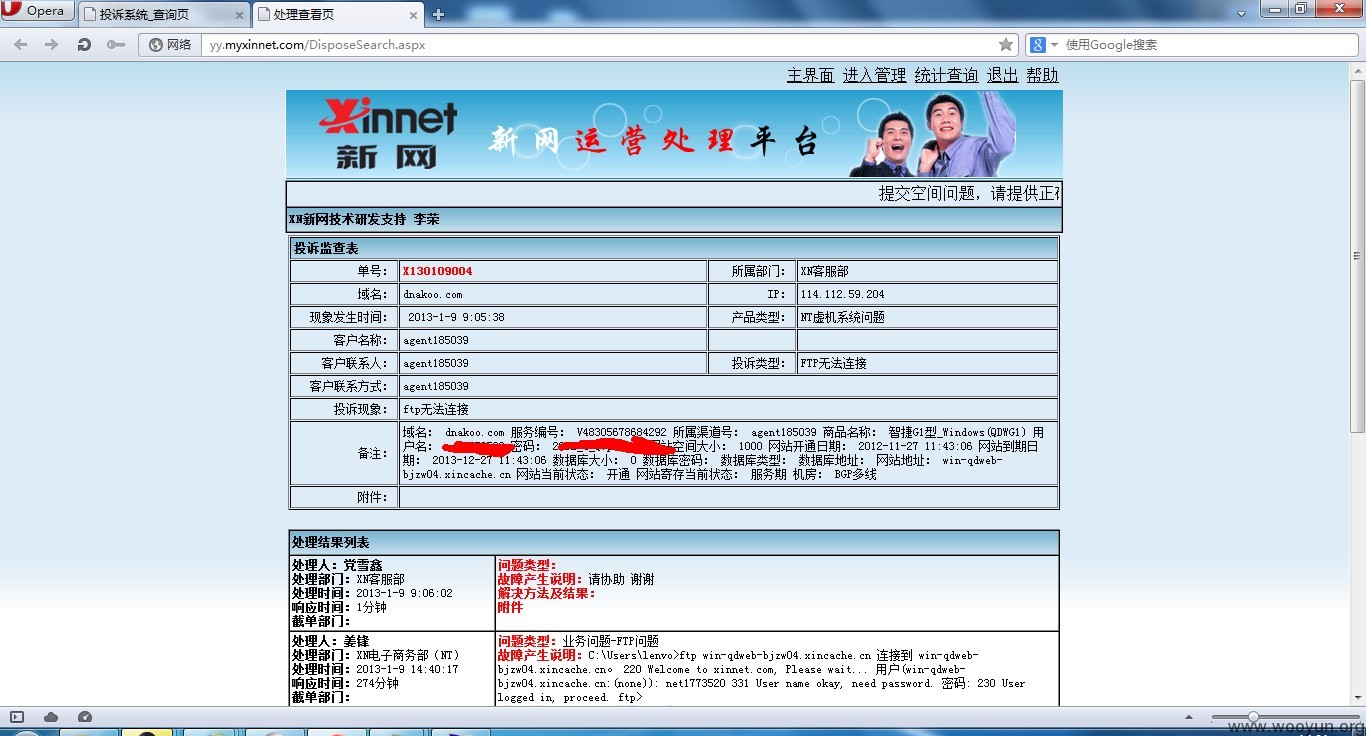 Opera
投诉系统_查询页
处理查看页
网络
yy.myxinnet.com/DisposeSearch.aspx
使用Google搜索
主界面 进入管理 统计查询 退出 帮助
Xinnet
新 网
新网运营处理平台
提交空间问题，请提供正
XN新网技术研发支持 李荣
投诉监查表
单号： X130109004 所属部门： XN客服部
域名： dnakoo.com IP： 114.112.59.204
现象发生时间： 2013-1-9 9:05:38 产品类型： NT虚机系统问题
客户名称： agent185039
客户联系人： agent185039 投诉类型： FTP无法连接
客户联系方式： agent185039
投诉现象： ftp无法连接
备注：
域名： dnakoo.com 服务编号： V48305678684292 所属渠道号： agent185039 商品名称： 智捷G1型_Windows(QDWG1) 用
户名： 密码： 空间大小： 1000 网站开通日期： 2012-11-27 11:43:06 网站到期日
期： 2013-12-27 11:43:06 数据库大小： 0 数据库密码： 数据库类型： 数据库地址： 网站地址： win-qdweb-
bjzw04.xincache.cn 网站当前状态： 开通 网站寄存当前状态： 服务期 机房： BGP多线
附件：
处理结果列表
处理人：党雪鑫
处理部门：XN客服部
处理时间：2013-1-9 9:06:02
响应时间：1分钟
截单部门：
问题类型：
故障产生说明：请协助 谢谢
解决方法及结果：
附件
处理人：姜锋
处理部门：XN电子商务部（NT）
处理时间：2013-1-9 14:40:17
响应时间：274分钟
截单部门：
问题类型：业务问题-FTP问题
故障产生说明：C:\Users\lenvo>ftp win-qdweb-bjzw04.xincache.cn 连接到 win-qdweb-
bjzw04.xincache.cn。 220 Welcome to xinnet.com, Please wait... 用户(win-qdweb-
bjzw04.xincache.cn:(none)): net1773520 331 User name okay, need password. 密码: 230 User
logged in, proceed. ftp>
www.wooyun.org